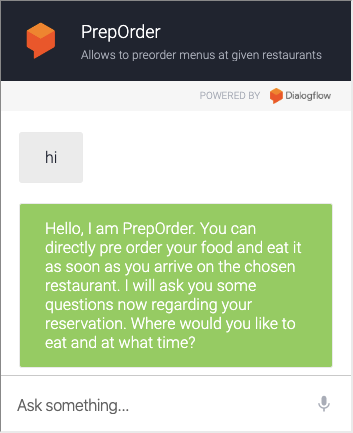 PrepOrder
Allows to preorder menus at given restaurants
POWERED BY Dialogflow
hi
Hello, I am PrepOrder. You can
directly pre order your food and eat it
as soon as you arrive on the chosen
restaurant. I will ask you some
questions now regarding your
reservation. Where would you like to
eat and at what time?
Ask something...